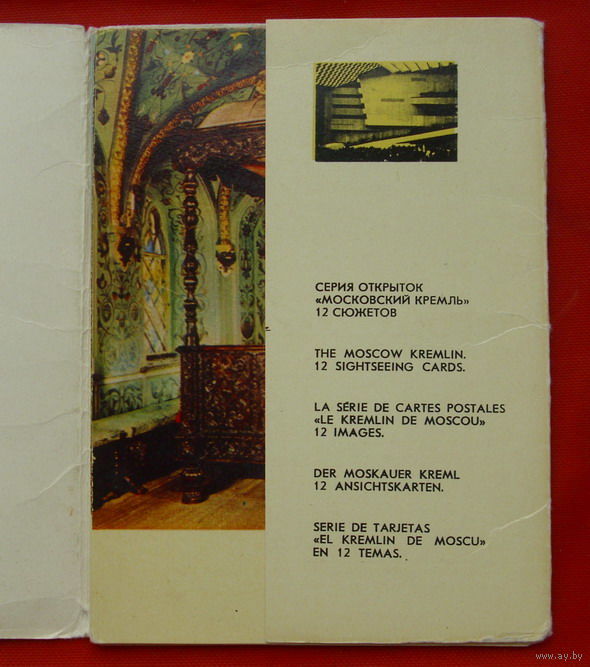 СЕРИЯ ОТКРЫТОК
«МОСКОВСКИЙ КРЕМЛЬ»
12 СЮЖЕТОВ
THE MOSCOW KREMLIN.
12 SIGHTSEEING CARDS.
LA SÉRIE DE CARTES POSTALES
«LE KREMLIN DE MOSCOU»
12 IMAGES.
DER MOSKAUER KREML
12 ANSICHTSKARTEN.
SERIE DE TARJETAS
«EL KREMLIN DE MOSCU»
EN 12 TEMAS.
www.ay.by